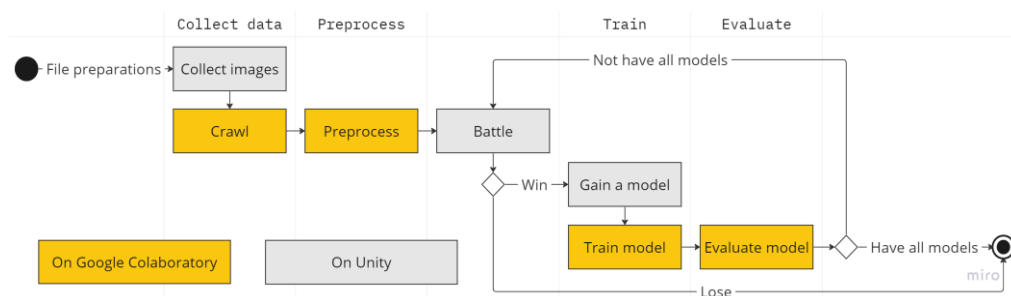 Collect data
Preprocess
Train
Evaluate
File preparations
Collect images
Not have all models
Crawl
Preprocess
Battle
Win
Gain a model
Train model
Evaluate model
Have all models
On Google Colaboratory
On Unity
miro
Lose